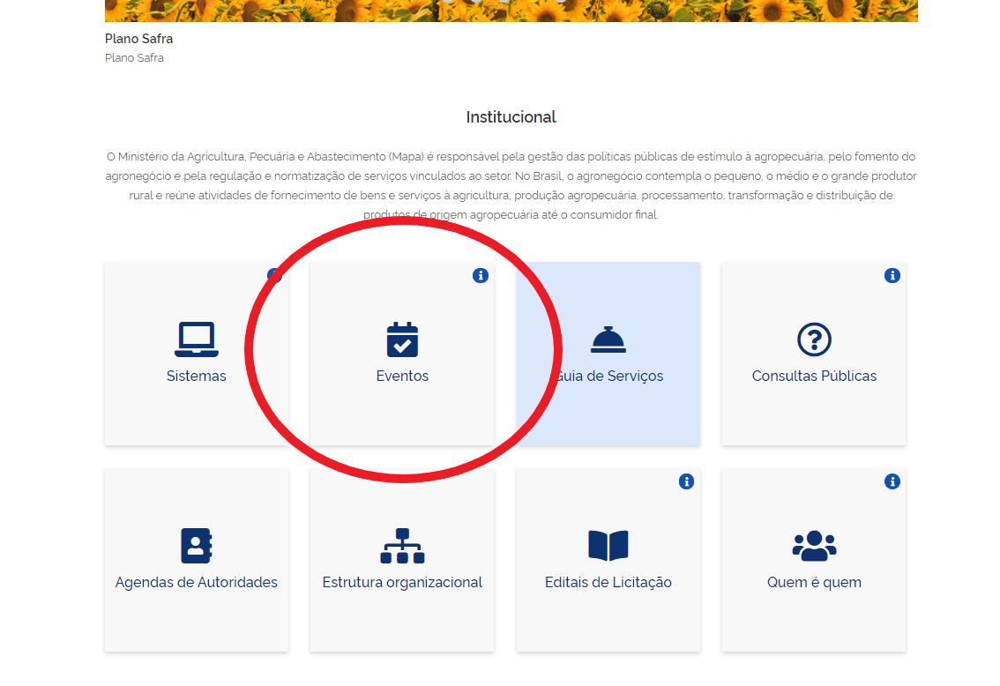 Plano Safra
Plano Safra
Institucional
O Ministério da Agricultura, Pecuária e Abastecimento (Mapa) é responsável pela gestão das políticas públicas de estímulo à agropecuária, pelo fomento do
agronegócio e pela regulação e normatização de serviços vinculados ao setor. No Brasil, o agronegócio contempla o pequeno, o médio e o grande produtor
rural e reúne atividades de fornecimento de bens e serviços à agricultura, produção agropecuária, processamento, transformação e distribuição de
produtos de origem agropecuária até o consumidor final.
Sistemas
Eventos
Guia de Serviços
Consultas Públicas
Agendas de Autoridades
Estrutura organizacional
Editais de Licitação
Quem é quem